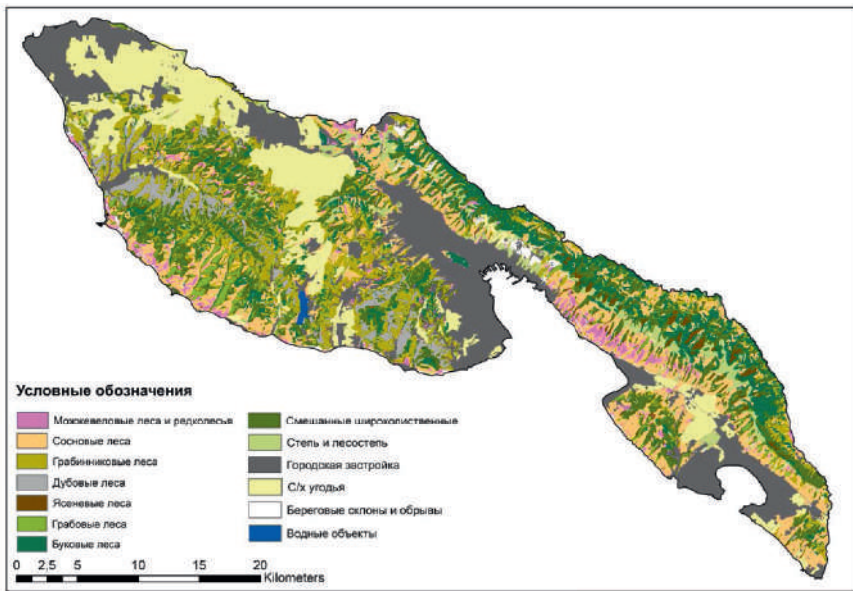 Условные обозначения
Можжевеловые леса и редколесья
Сосновые леса
Грабинниковые леса
Дубовые леса
Ясеневые леса
Грабовые леса
Буковые леса
Смешанные широколиственные
Степь и лесостепь
Городская застройка
С/х угодья
Береговые склоны и обрывы
Водные объекты
0 2,5 5 10 15 20
Kilometers